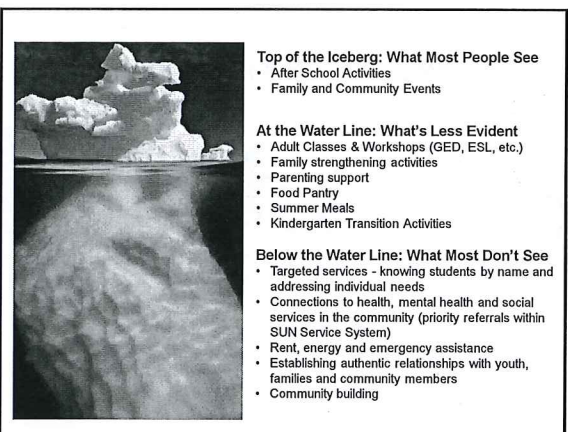 Top of the Iceberg: What Most People See
• After School Activities
• Family and Community Events
At the Water Line: What's Less Evident
• Adult Classes & Workshops (GED, ESL, etc.)
• Family strengthening activities
• Parenting support
• Food Pantry
• Summer Meals
• Kindergarten Transition Activities
Below the Water Line: What Most Don't See
• Targeted services - knowing students by name and
addressing individual needs
• Connections to health, mental health and social
services in the community (priority referrals within
SUN Service System)
• Rent, energy and emergency assistance
• Establishing authentic relationships with youth,
families and community members
• Community building